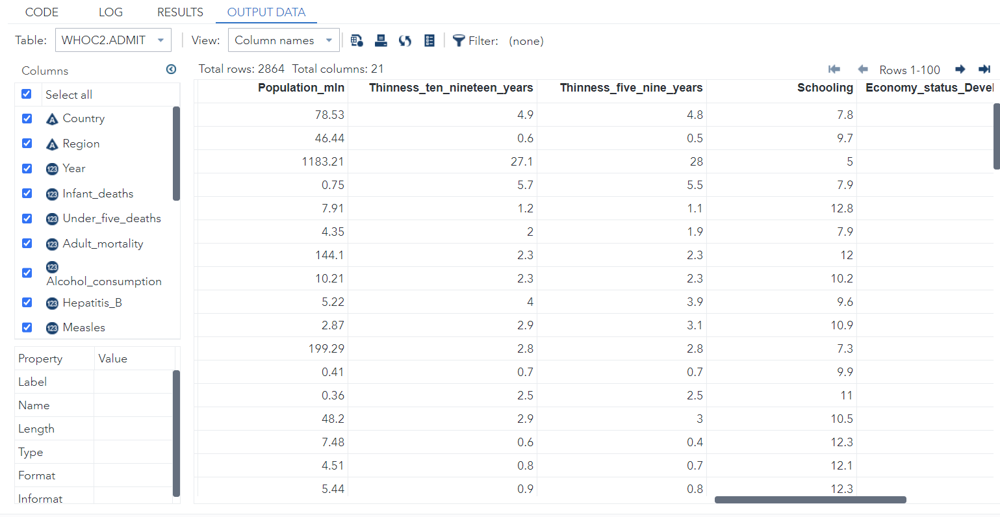 CODE LOG RESULTS OUTPUT DATA
Table: WHOC2.ADMIT View: Column names Filter: (none)
Columns
Select all
A Country
A Region
123 Year
123 Infant_deaths
123 Under_five_deaths
123 Adult_mortality
123
Alcohol_consumption
123 Hepatitis_B
123 Measles
Property Value
Label
Name
Length
Type
Format
Informat
Total rows: 2864 Total columns: 21 Rows 1-100
Population_mln Thinness_ten_nineteen_years Thinness_five_nine_years Schooling Economy_status_Devel
78.53 4.9 4.8 7.8
46.44 0.6 0.5 9.7
1183.21 27.1 28 5
0.75 5.7 5.5 7.9
7.91 1.2 1.1 12.8
4.35 2 1.9 7.9
144.1 2.3 2.3 12
10.21 2.3 2.3 10.2
5.22 4 3.9 9.6
2.87 2.9 3.1 10.9
199.29 2.8 2.8 7.3
0.41 0.7 0.7 9.9
0.36 2.5 2.5 11
48.2 2.9 3 10.5
7.48 0.6 0.4 12.3
4.51 0.8 0.7 12.1
5.44 0.9 0.8 12.3